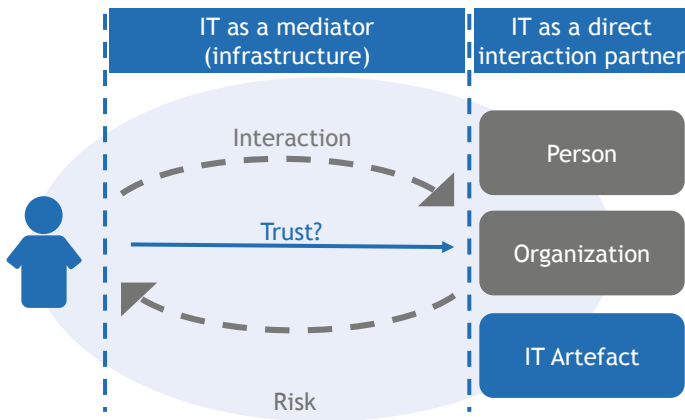 IT as a mediator
(infrastructure)
IT as a direct
interaction partner
Interaction
Person
Trust?
Organization
IT Artefact
Risk